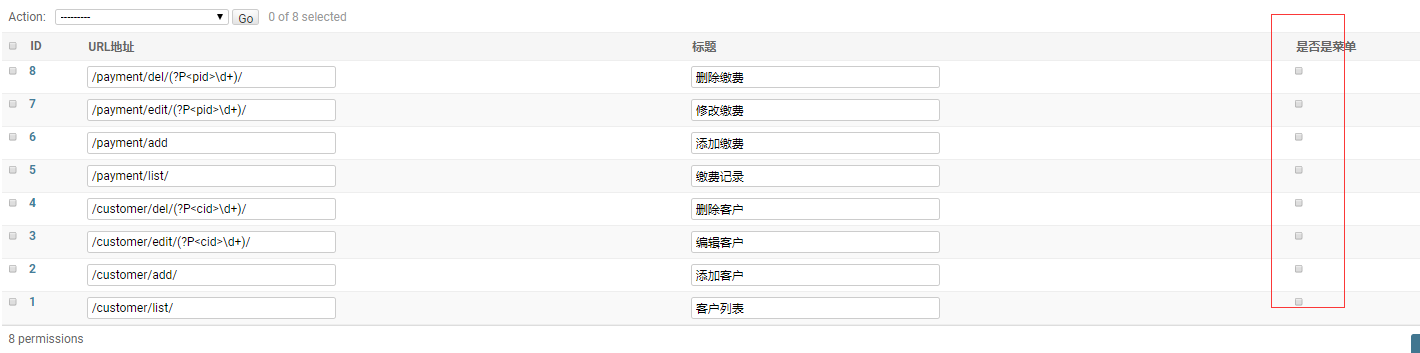 Action: --------- Go 0 of 8 selected
ID URL地址 标题 是否是菜单
8 /payment/del/(?P<pid>\d+)/ 删除缴费
7 /payment/edit/(?P<pid>\d+)/ 修改缴费
6 /payment/add 添加缴费
5 /payment/list/ 缴费记录
4 /customer/del/(?P<cid>\d+)/ 删除客户
3 /customer/edit/(?P<cid>\d+)/ 编辑客户
2 /customer/add/ 添加客户
1 /customer/list/ 客户列表
8 permissions